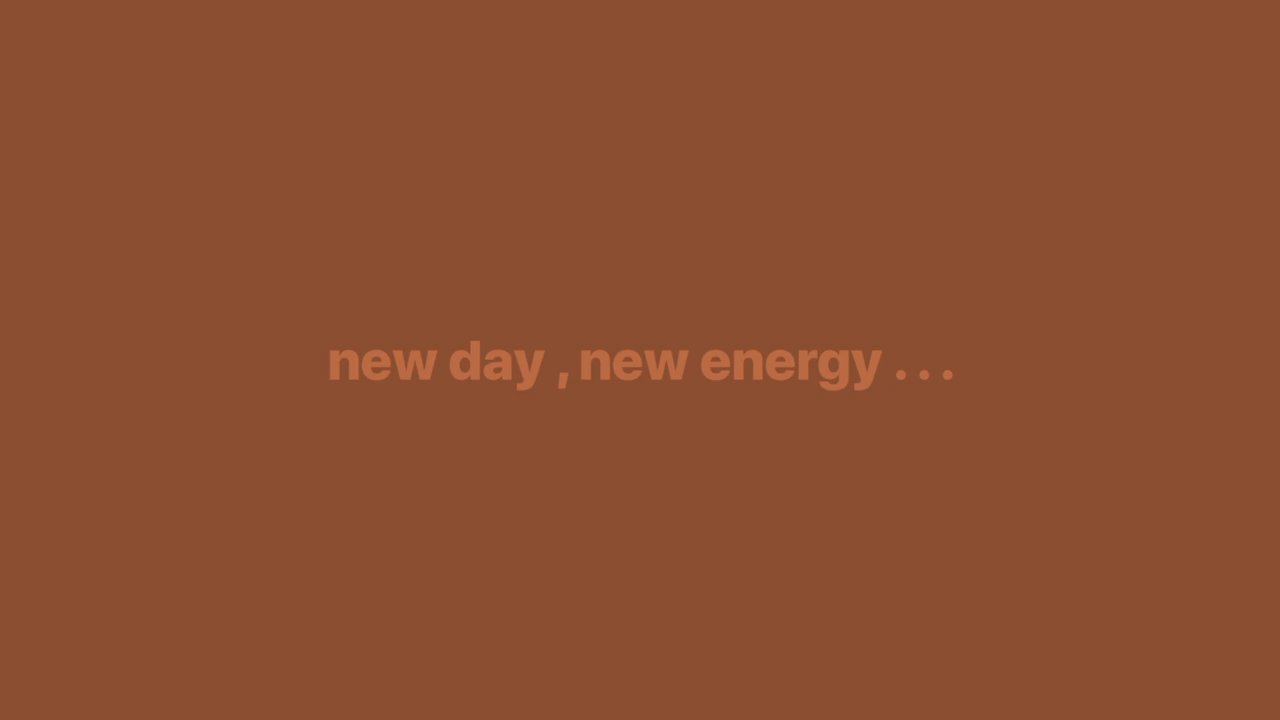 new day , new energy . . .